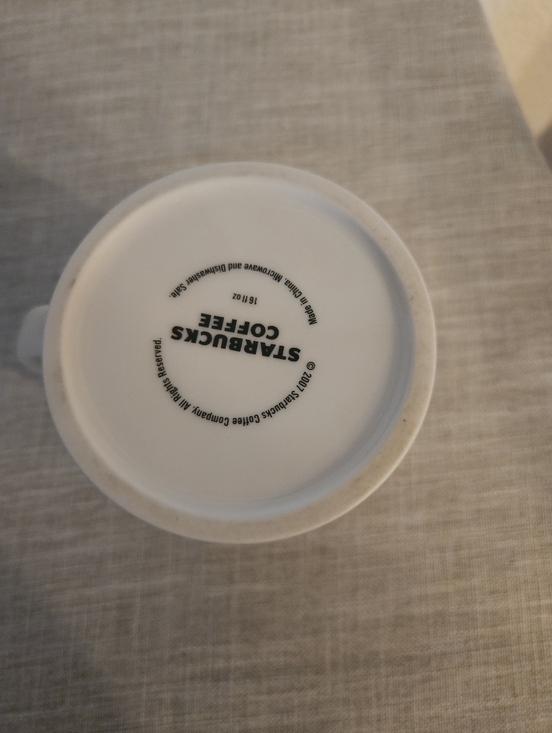 © 2007 Starbucks Coffee Company. All Rights Reserved.
STARBUCKS
COFFEE
16 fl oz
Made in China. Microwave and Dishwasher Safe.